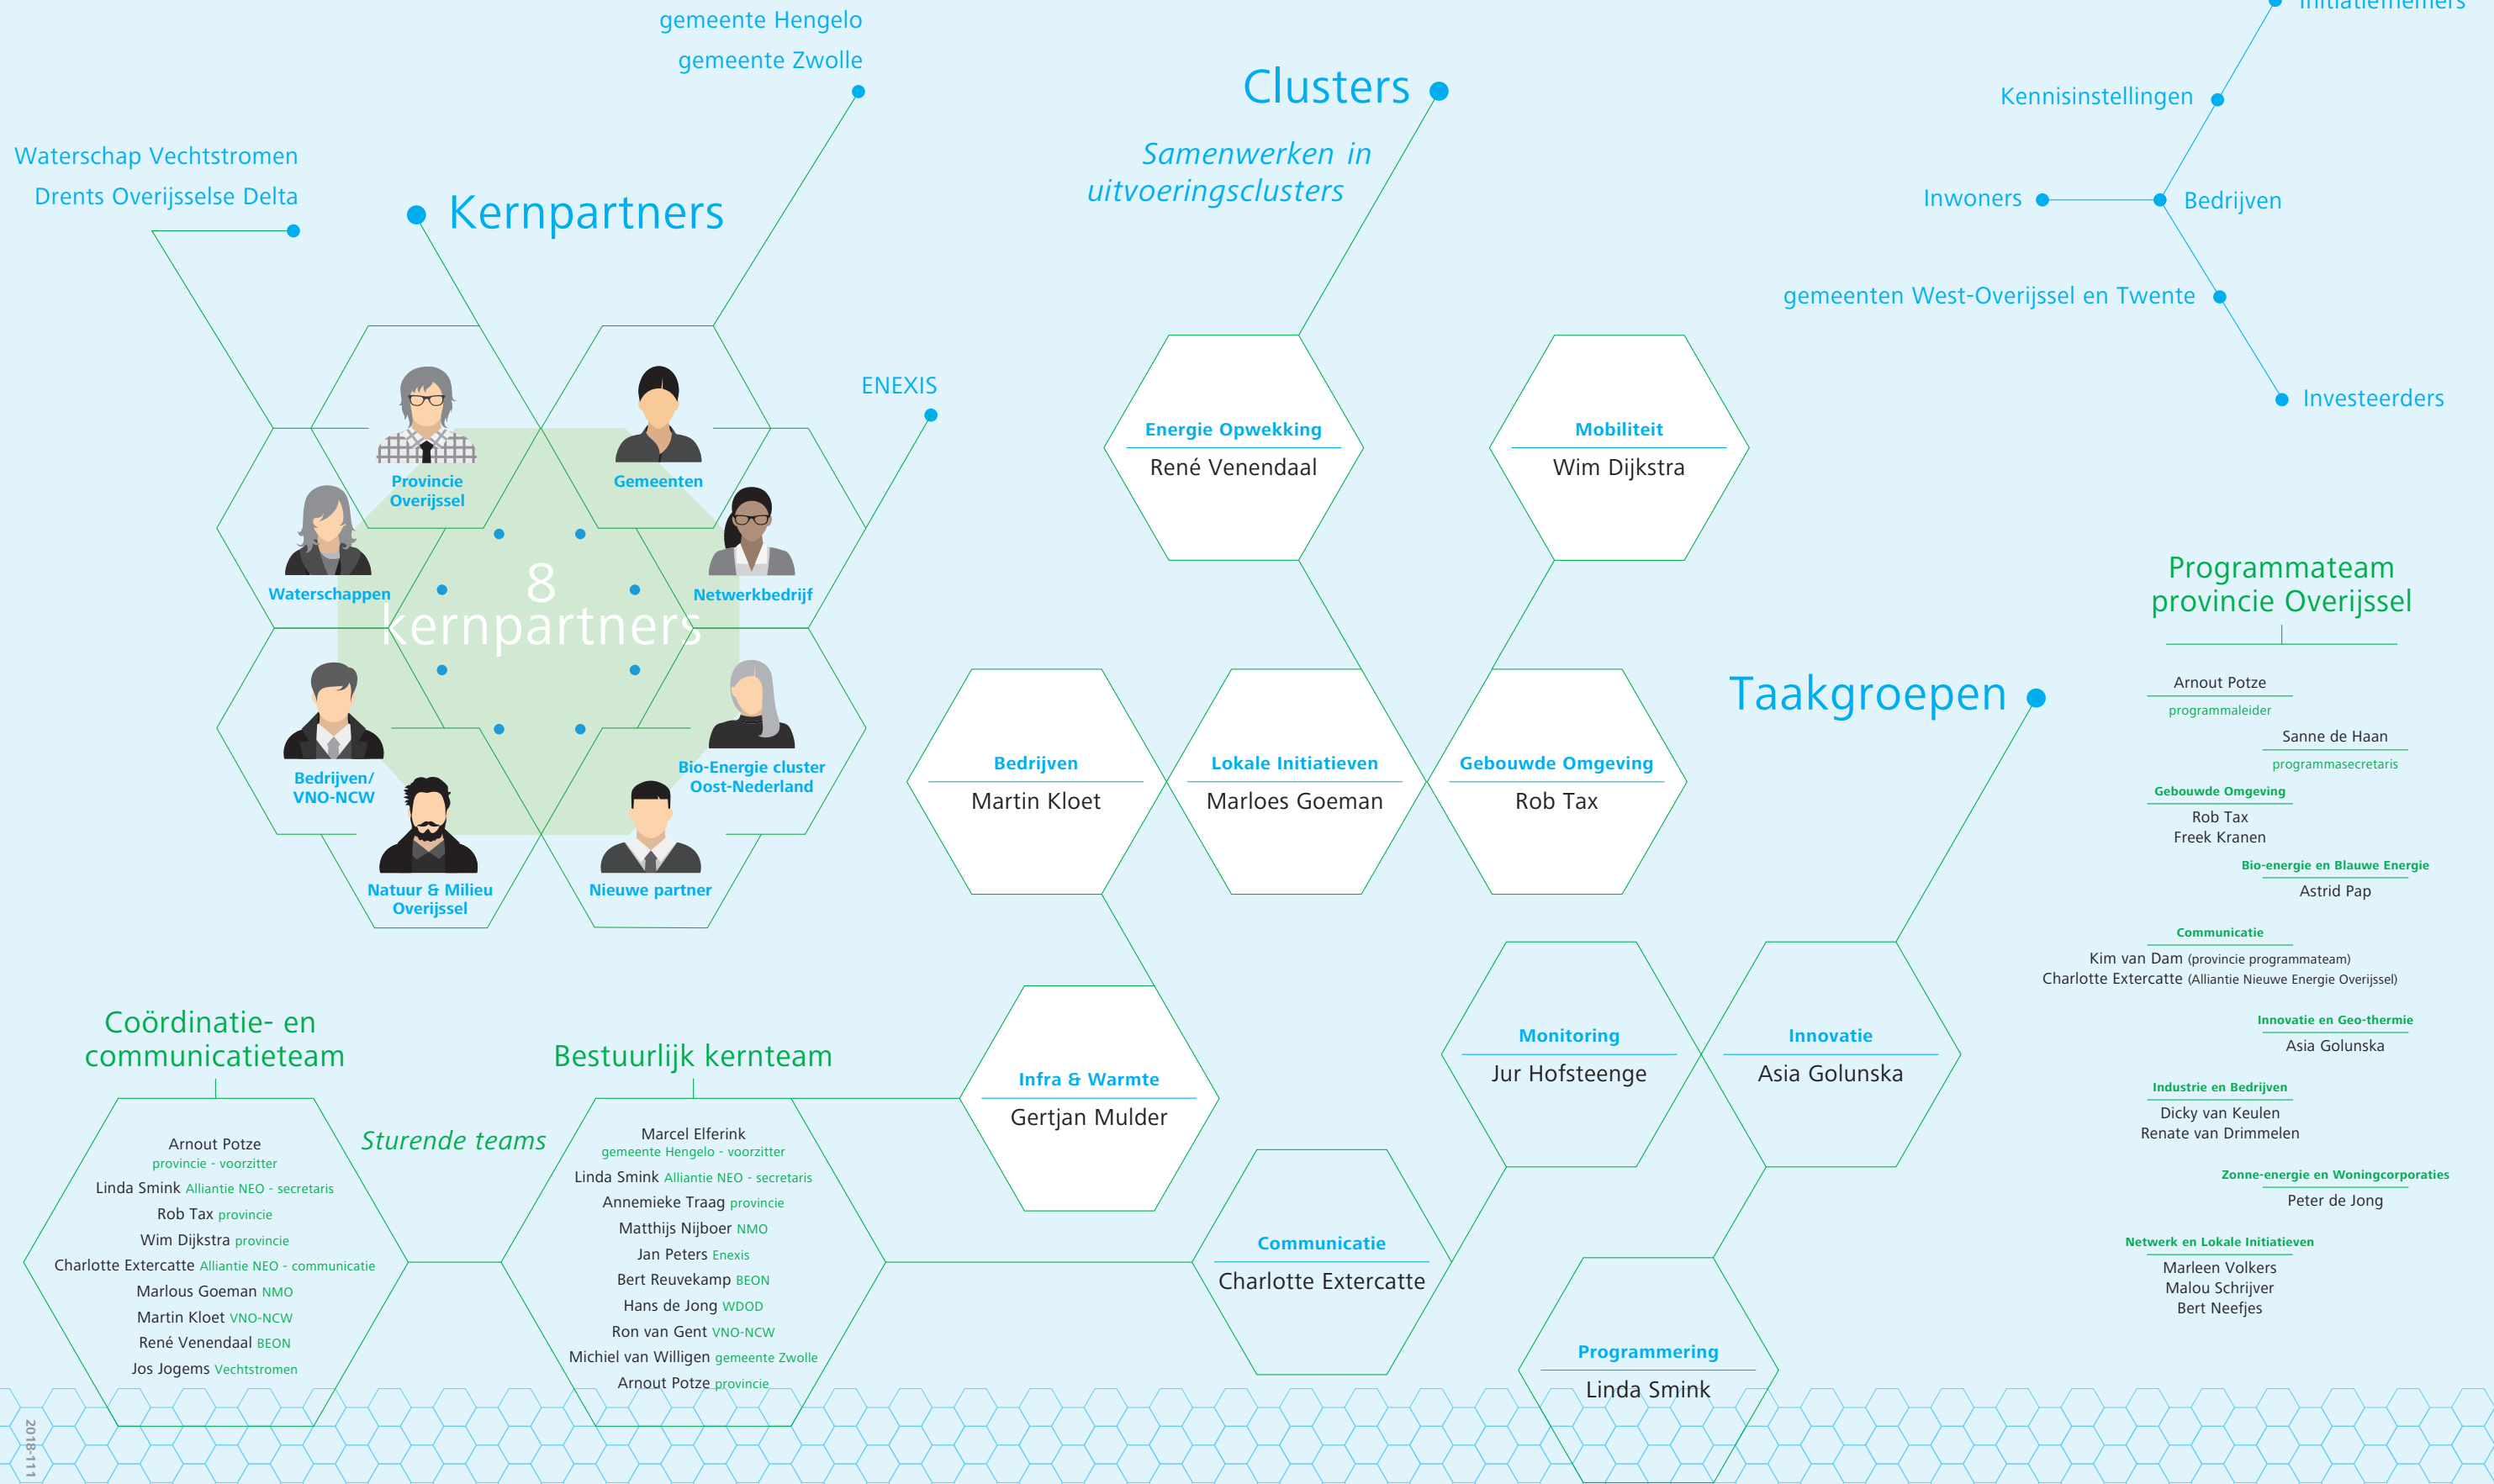 gemeente Hengelo
gemeente Zwolle
Waterschap Vechtstromen
Drents Overijsselse Delta
Kernpartners
ENEXIS
Provincie
Overijssel
Gemeenten
Waterschappen
Netwerkbedrijf
8
kernpartners
Bedrijven/
VNO-NCW
Bio-Energie cluster
Oost-Nederland
Natuur & Milieu
Overijssel
Nieuwe partner
Clusters
Samenwerken in
uitvoeringsclusters
Energie Opwekking
René Venendaal
Mobiliteit
Wim Dijkstra
Bedrijven
Martin Kloet
Lokale Initiatieven
Marloes Goeman
Gebouwde Omgeving
Rob Tax
Infra & Warmte
Gertjan Mulder
Initiatiefnemers
Kennisinstellingen
Inwoners
Bedrijven
gemeenten West-Overijssel en Twente
Investeerders
Taakgroepen
Monitoring
Jur Hofsteenge
Innovatie
Asia Golunska
Communicatie
Charlotte Extercatte
Programmering
Linda Smink
Programmateam
provincie Overijssel
Arnout Potze
programmaleider
Sanne de Haan
programmasecretaris
Gebouwde Omgeving
Rob Tax
Freek Kranen
Bio-energie en Blauwe Energie
Astrid Pap
Communicatie
Kim van Dam (provincie programmateam)
Charlotte Extercatte (Alliantie Nieuwe Energie Overijssel)
Innovatie en Geo-thermie
Asia Golunska
Industrie en Bedrijven
Dicky van Keulen
Renate van Drimmelen
Zonne-energie en Woningcorporaties
Peter de Jong
Netwerk en Lokale Initiatieven
Marleen Volkers
Malou Schrijver
Bert Neefjes
Coördinatie- en
communicatieteam
Arnout Potze
provincie - voorzitter
Linda Smink Alliantie NEO - secretaris
Rob Tax provincie
Wim Dijkstra provincie
Charlotte Extercatte Alliantie NEO - communicatie
Marlous Goeman NMO
Martin Kloet VNO-NCW
René Venendaal BEON
Jos Jogems Vechtstromen
Sturende teams
Bestuurlijk kernteam
Marcel Elferink
gemeente Hengelo - voorzitter
Linda Smink Alliantie NEO - secretaris
Annemieke Traag provincie
Matthijs Nijboer NMO
Jan Peters Enexis
Bert Reuvekamp BEON
Hans de Jong WDOD
Ron van Gent VNO-NCW
Michiel van Willigen gemeente Zwolle
Arnout Potze provincie
2018-111